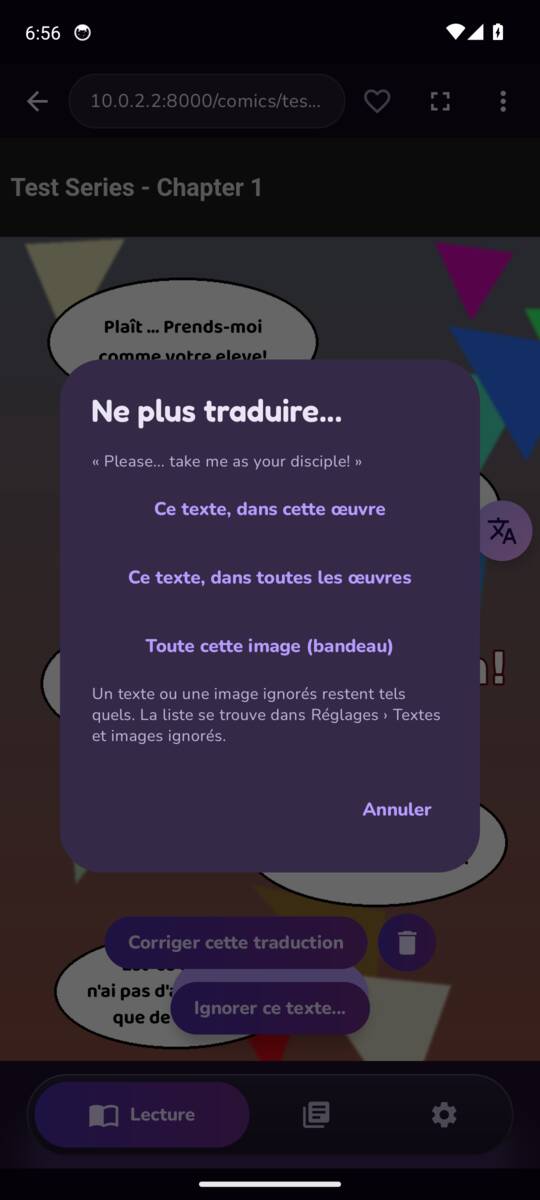 6:56
10.0.2.2:8000/comics/tes...
Test Series - Chapter 1
Plaît ... Prends-moi
comme votre eleve!
Ne plus traduire...
« Please... take me as your disciple! »
Ce texte, dans cette œuvre
Ce texte, dans toutes les œuvres
Toute cette image (bandeau)
Un texte ou une image ignorés restent tels
quels. La liste se trouve dans Réglages › Textes
et images ignorés.
Annuler
Corriger cette traduction
n'ai pas d'
que de
Ignorer ce texte...
Lecture